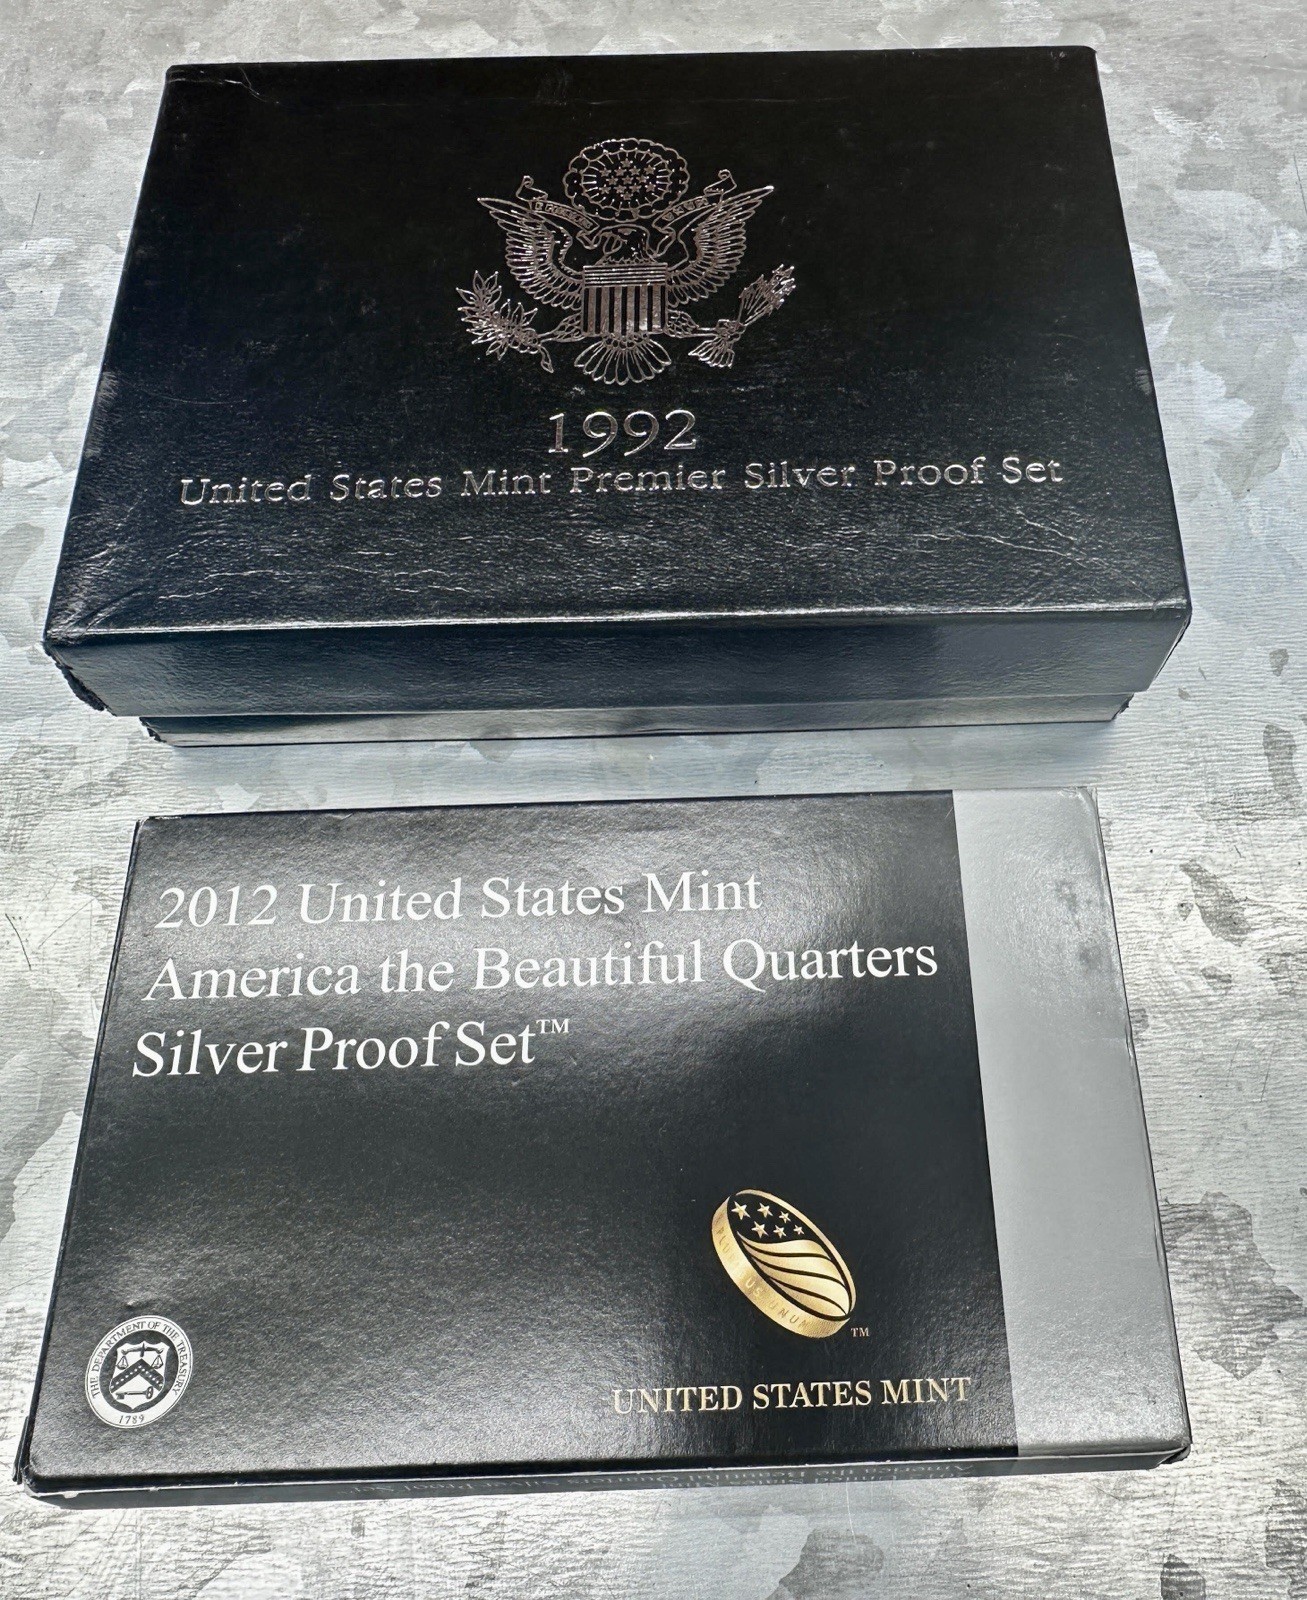 1992
United States Mint Premier Silver Proof Set
2012 United States Mint
America the Beautiful Quarters
Silver Proof Set™
THE DEPARTMENT OF THE TREASURY
1789
TM
UNITED STATES MINT